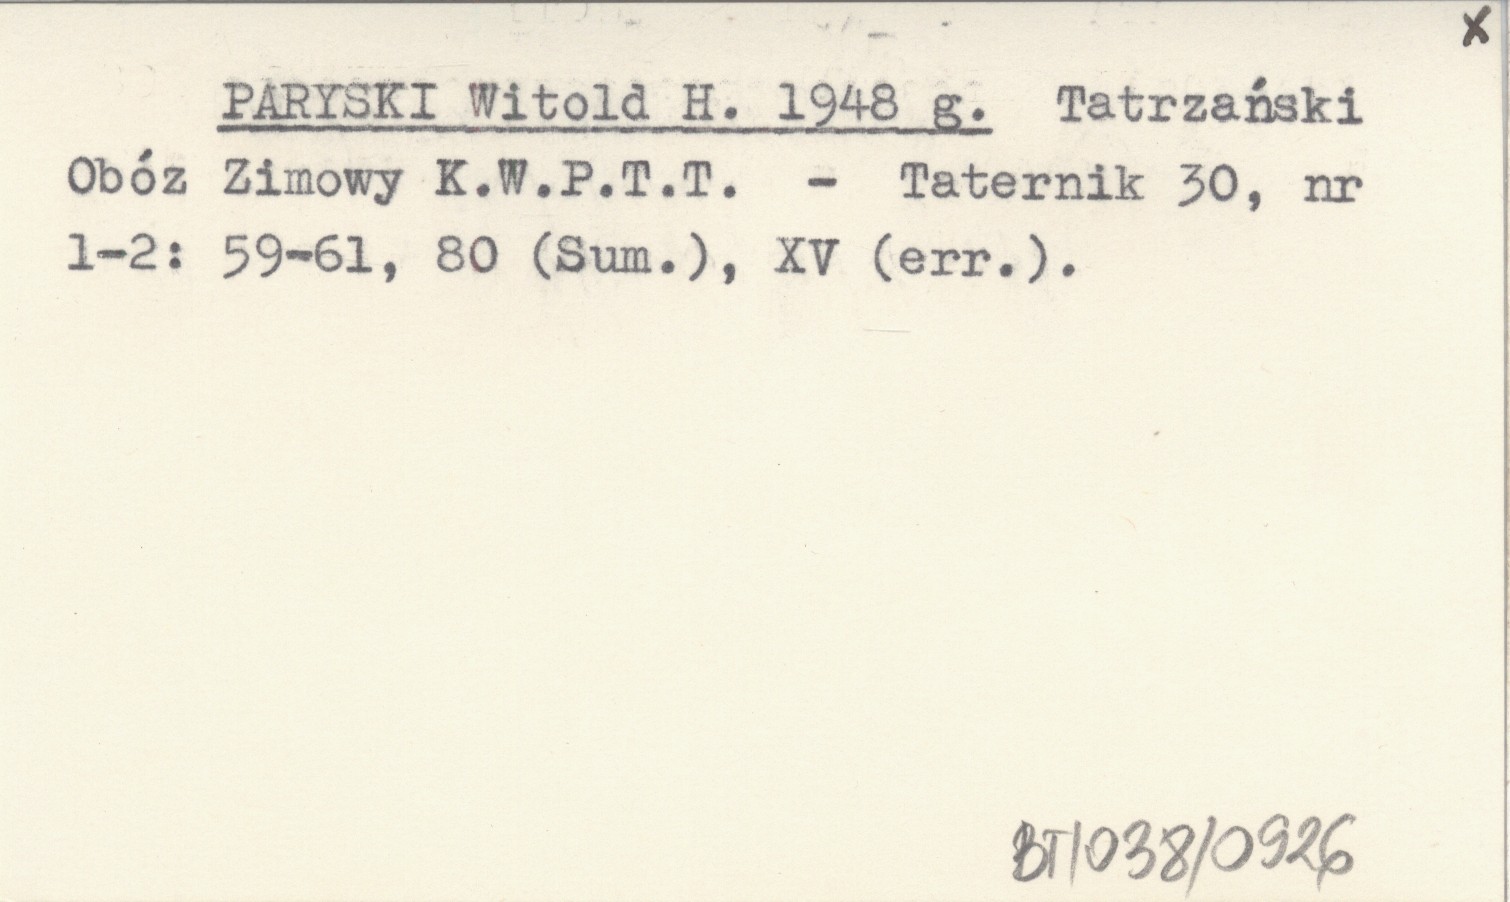 x
PARYSKI Witold H. 1948 g. Tatrzański
Obóz Zimowy K.W.P.T.T. - Taternik 30, nr
1-2: 59-61, 80 (Sum.), XV (err.).
BT/038/0926